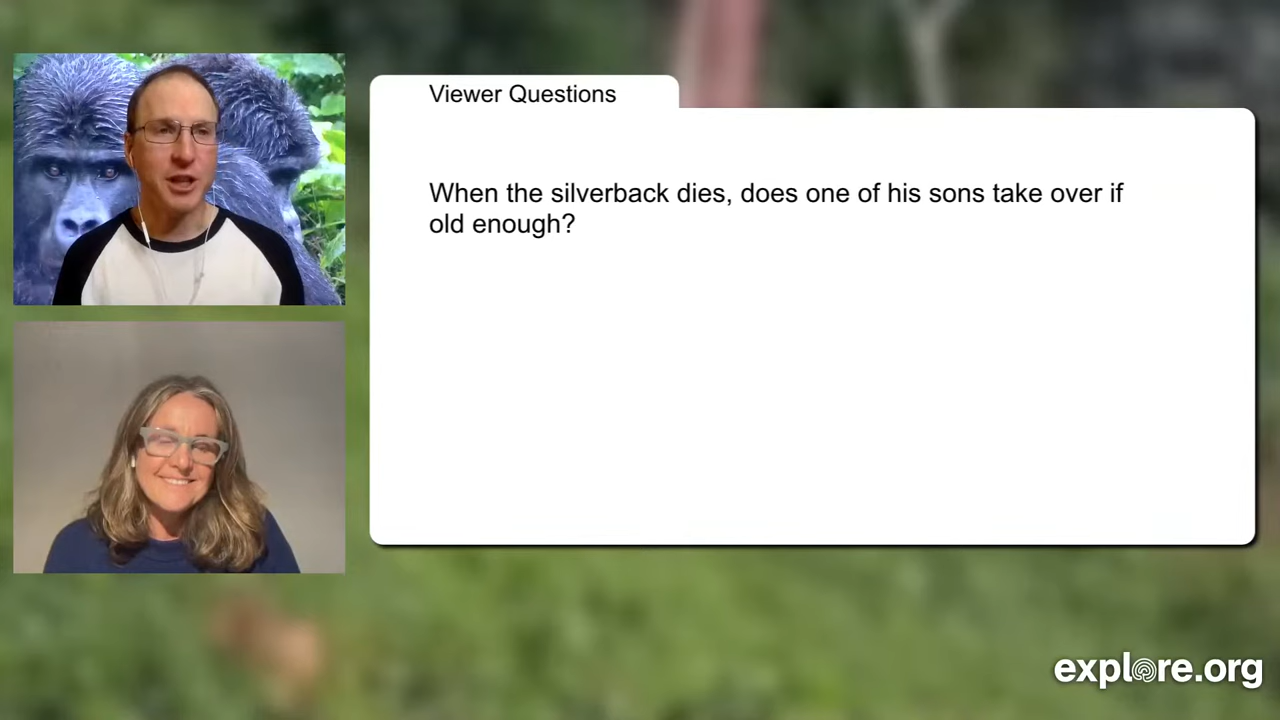 Viewer Questions
When the silverback dies, does one of his sons take over if
old enough?
explore.org